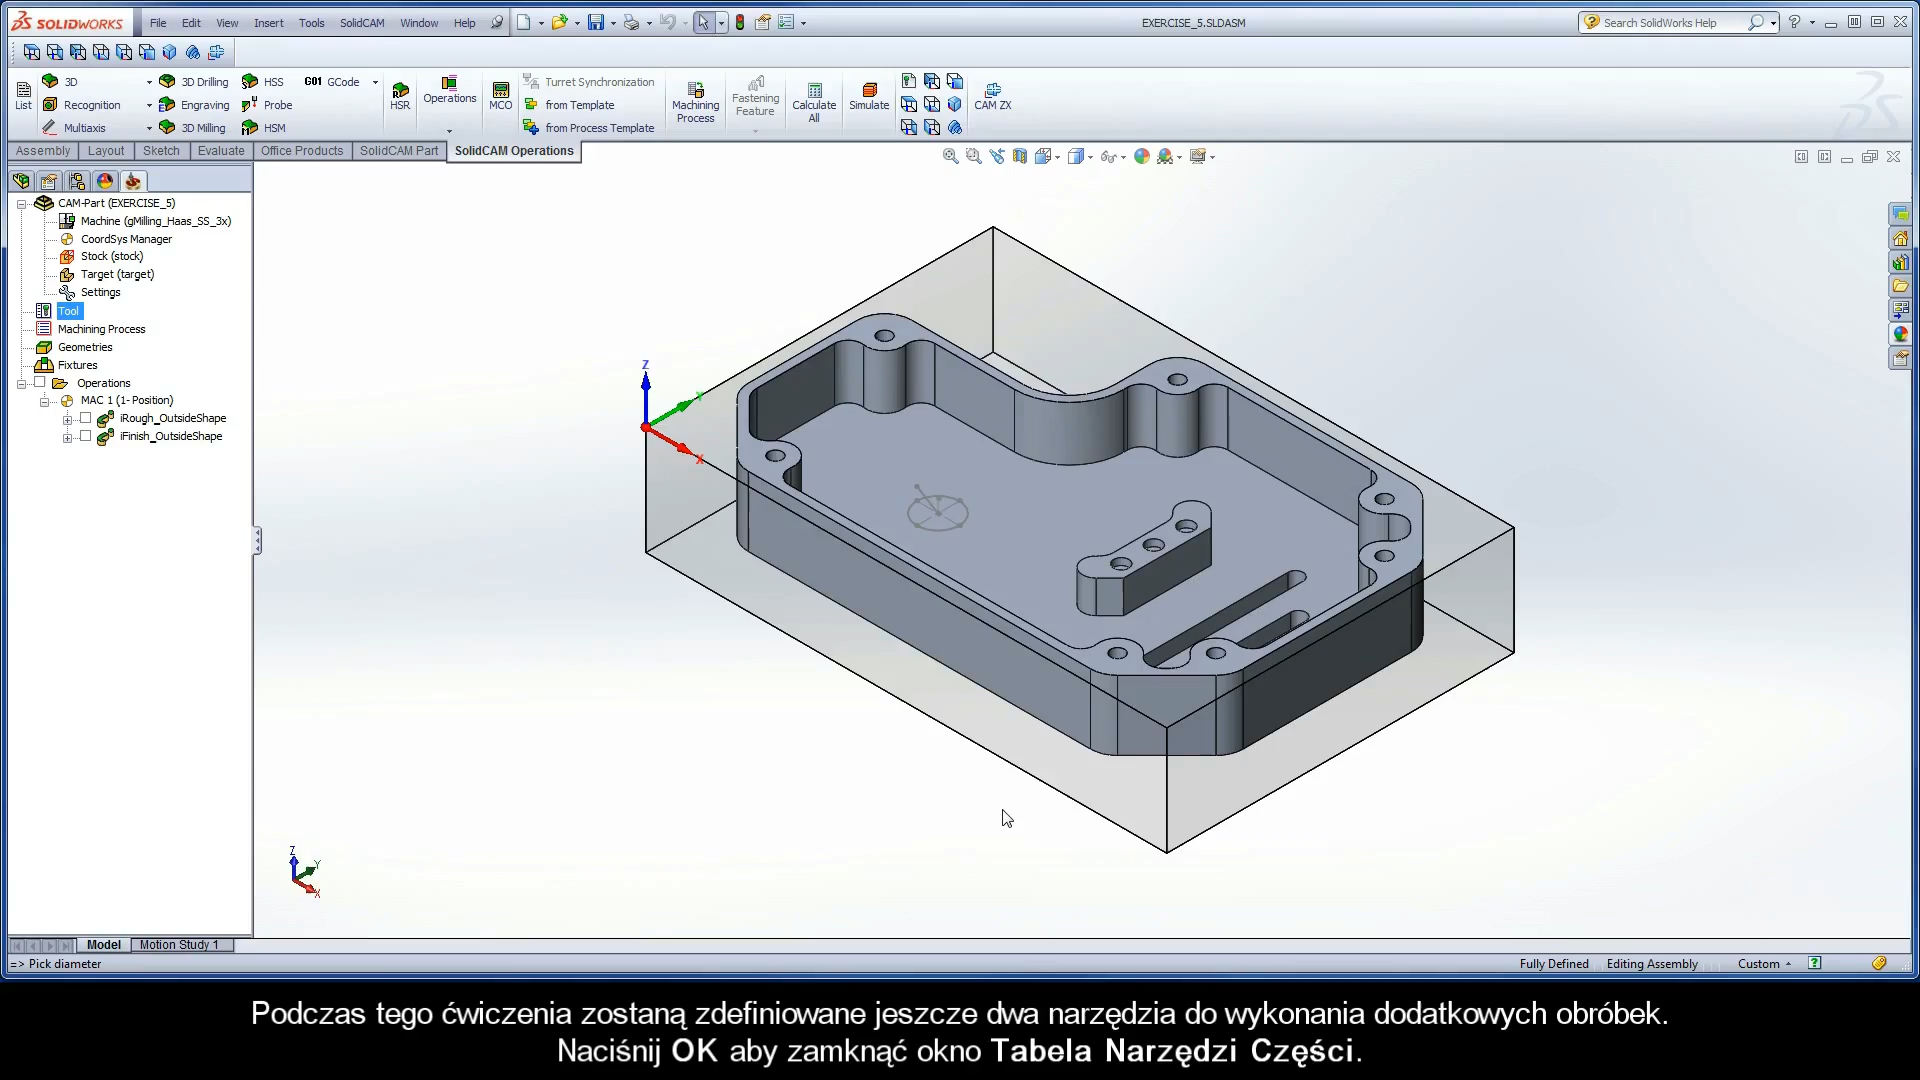 SOLIDWORKS File Edit View Insert Tools SolidCAM Window Help EXERCISE_5.SLDASM Search SolidWorks Help
List
3D 3D Drilling HSS G01 GCode
Recognition Engraving Probe
Multiaxis 3D Milling HSM
HSR Operations MCO
Turret Synchronization
from Template
from Process Template
Machining Process
Fastening Feature
Calculate All
Simulate
CAM ZX
Assembly Layout Sketch Evaluate Office Products SolidCAM Part SolidCAM Operations
CAM-Part (EXERCISE_5)
Machine (gMilling_Haas_SS_3x)
CoordSys Manager
Stock (stock)
Target (target)
Settings
Tool
Machining Process
Geometries
Fixtures
Operations
MAC 1 (1- Position)
iRough_OutsideShape
iFinish_OutsideShape
Z
X
Z
Y
X
Model Motion Study 1
=> Pick diameter Fully Defined Editing Assembly Custom
Podczas tego ćwiczenia zostaną zdefiniowane jeszcze dwa narzędzia do wykonania dodatkowych obróbek.
Naciśnij OK aby zamknąć okno Tabela Narzędzi Części.